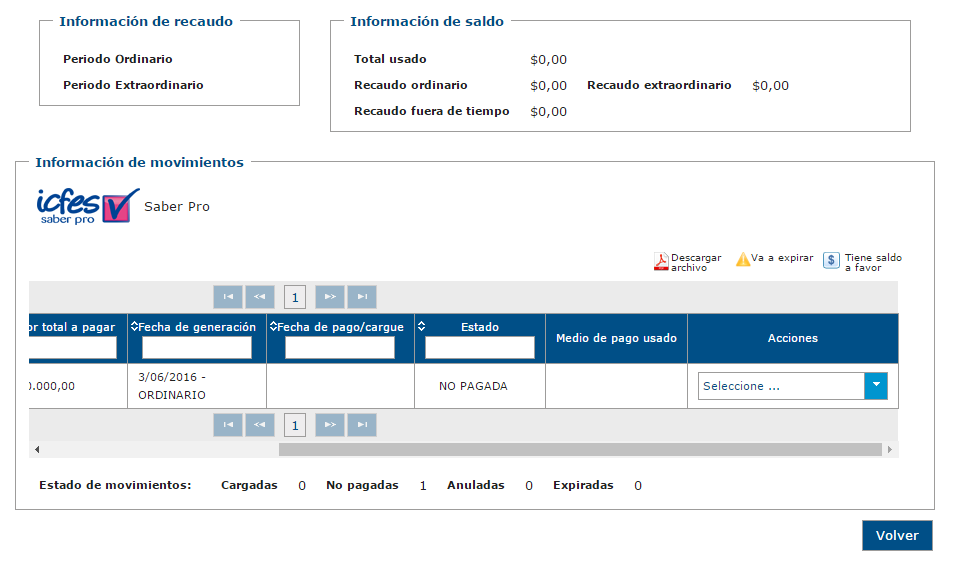 Información de recaudo
Periodo Ordinario
Periodo Extraordinario
Información de saldo
Total usado $0,00
Recaudo ordinario $0,00 Recaudo extraordinario $0,00
Recaudo fuera de tiempo $0,00
Información de movimientos
icfes
saber pro
Saber Pro
Descargar archivo
Va a expirar
Tiene saldo a favor
1
or total a pagar Fecha de generación Fecha de pago/cargue Estado Medio de pago usado Acciones
0.000,00 3/06/2016 - NO PAGADA Seleccione ...
ORDINARIO
1
Estado de movimientos: Cargadas 0 No pagadas 1 Anuladas 0 Expiradas 0
Volver